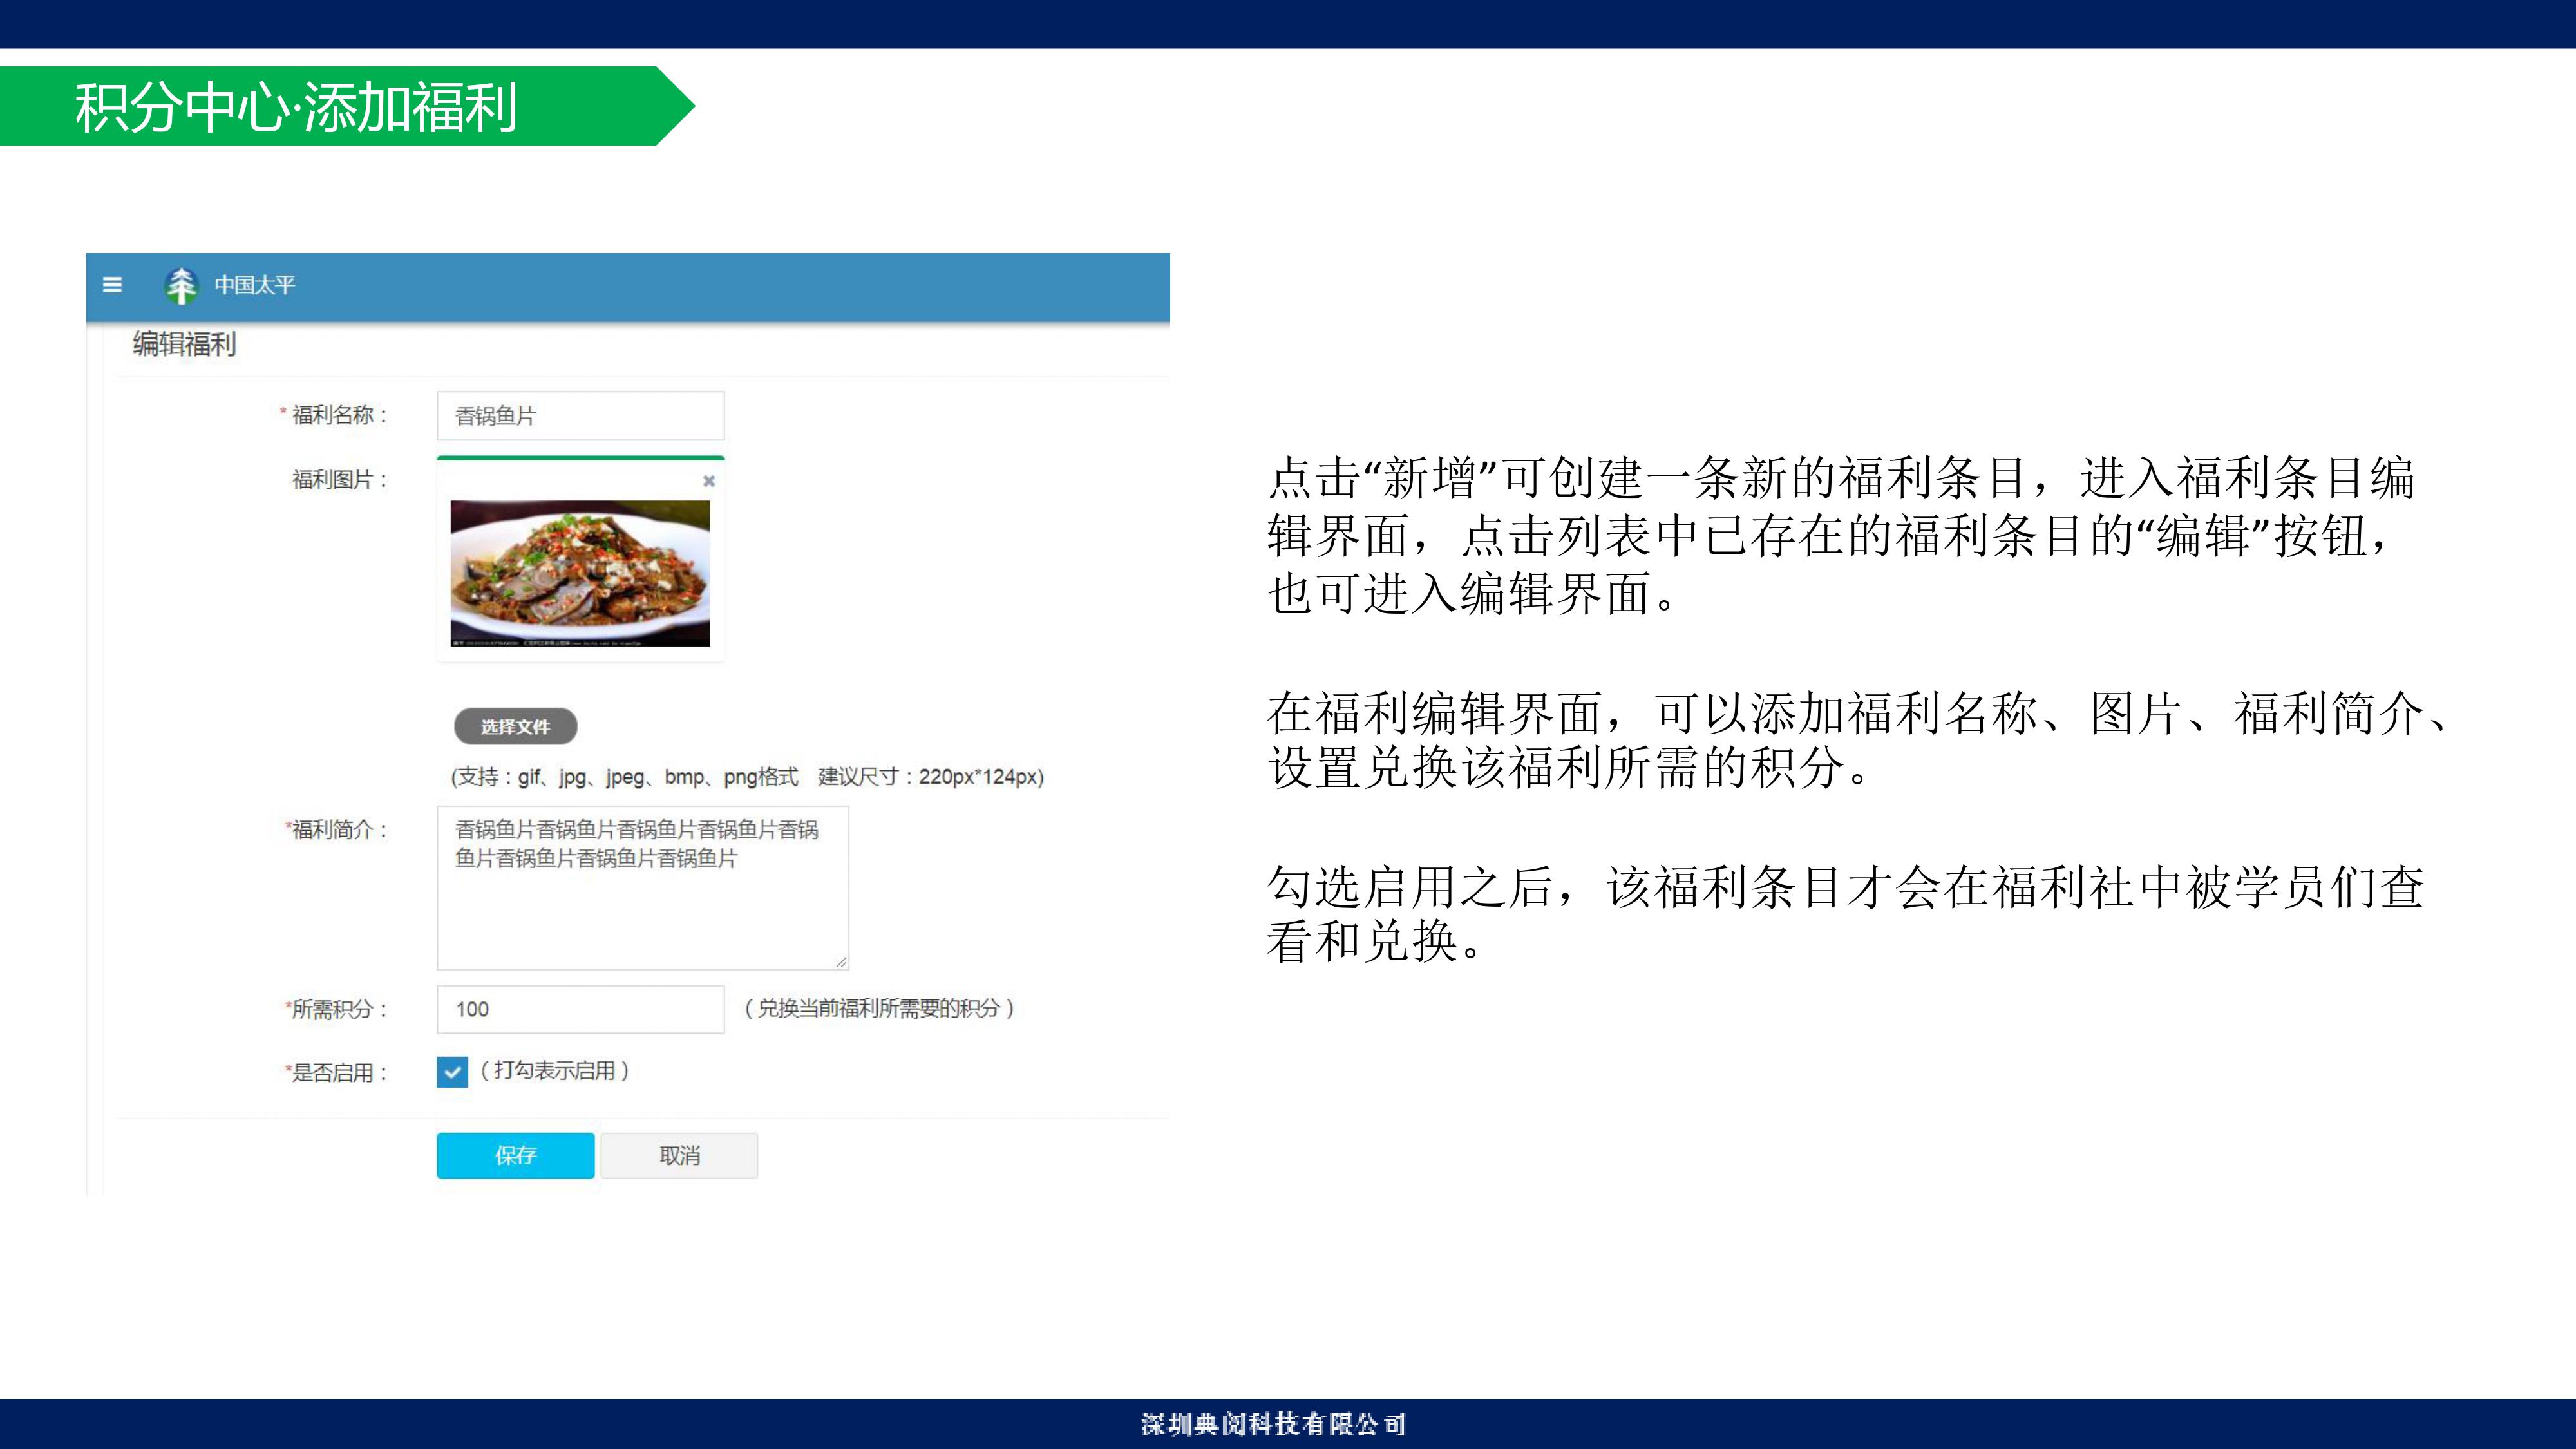 积分中心·添加福利
中国太平
编辑福利
* 福利名称：
香锅鱼片
福利图片：
选择文件
(支持：gif、jpg、jpeg、bmp、png格式 建议尺寸：220px*124px)
*福利简介：
香锅鱼片香锅鱼片香锅鱼片香锅鱼片香锅
鱼片香锅鱼片香锅鱼片香锅鱼片
*所需积分：
100
（兑换当前福利所需要的积分）
*是否启用：
（打勾表示启用）
保存
取消
点击“新增”可创建一条新的福利条目，进入福利条目编
辑界面，点击列表中已存在的福利条目的“编辑”按钮，
也可进入编辑界面。
在福利编辑界面，可以添加福利名称、图片、福利简介、
设置兑换该福利所需的积分。
勾选启用之后，该福利条目才会在福利社中被学员们查
看和兑换。
深圳典阅科技有限公司